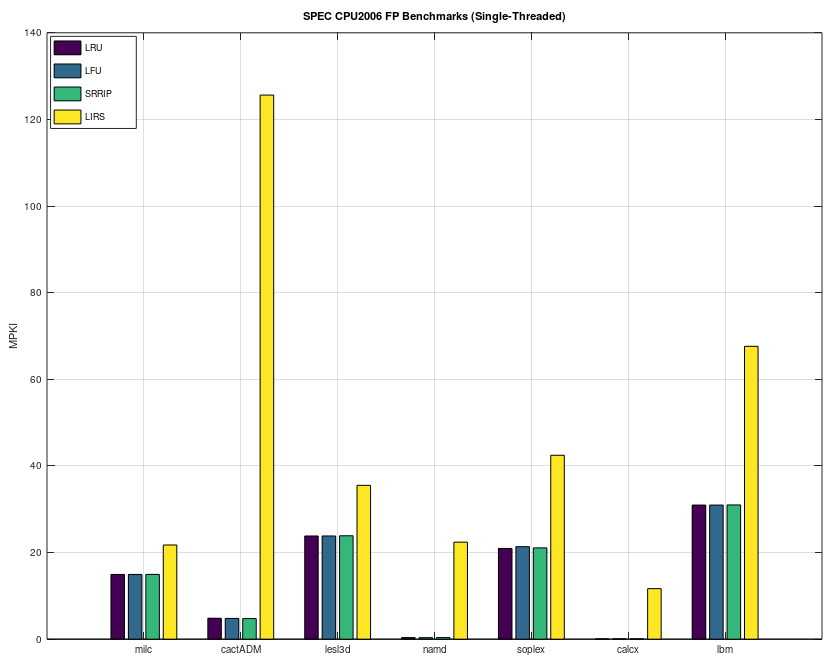 SPEC CPU2006 FP Benchmarks (Single-Threaded)
140
120
100
80
60
40
20
0
MPKI
LRU
LFU
SRRIP
LIRS
milc cactADM lesl3d namd soplex calcx lbm